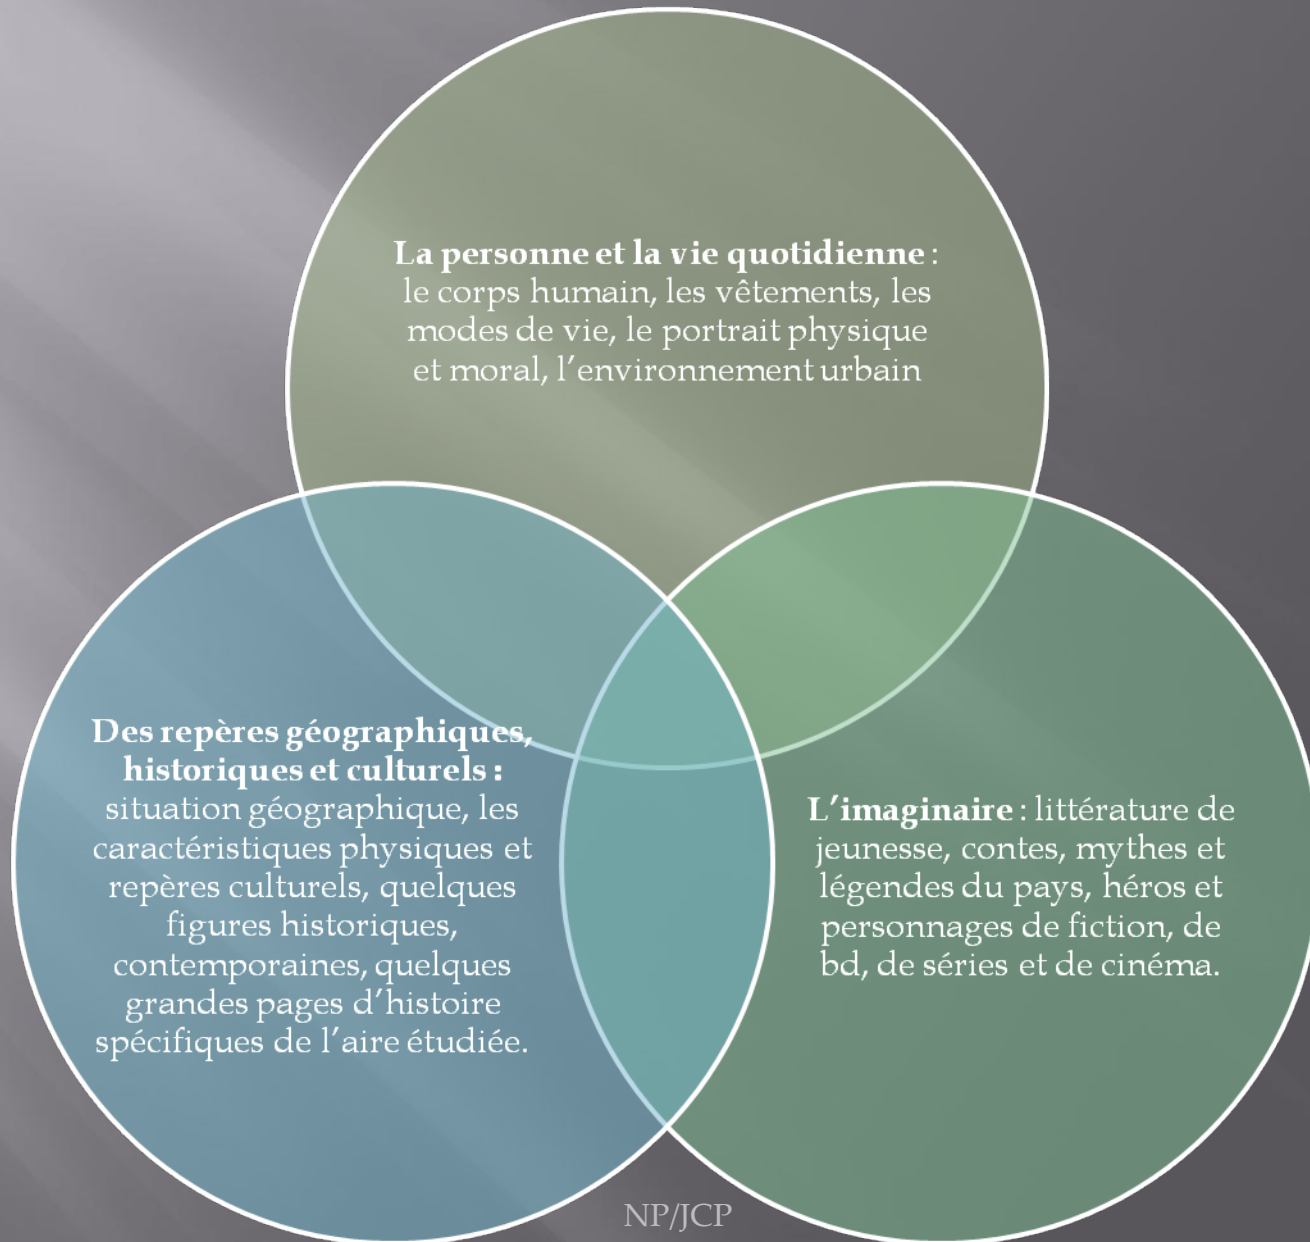 La personne et la vie quotidienne :
le corps humain, les vêtements, les
modes de vie, le portrait physique
et moral, l’environnement urbain
Des repères géographiques,
historiques et culturels :
situation géographique, les
caractéristiques physiques et
repères culturels, quelques
figures historiques,
contemporaines, quelques
grandes pages d’histoire
spécifiques de l’aire étudiée.
L’imaginaire : littérature de
jeunesse, contes, mythes et
légendes du pays, héros et
personnages de fiction, de
bd, de séries et de cinéma.
NP/JCP